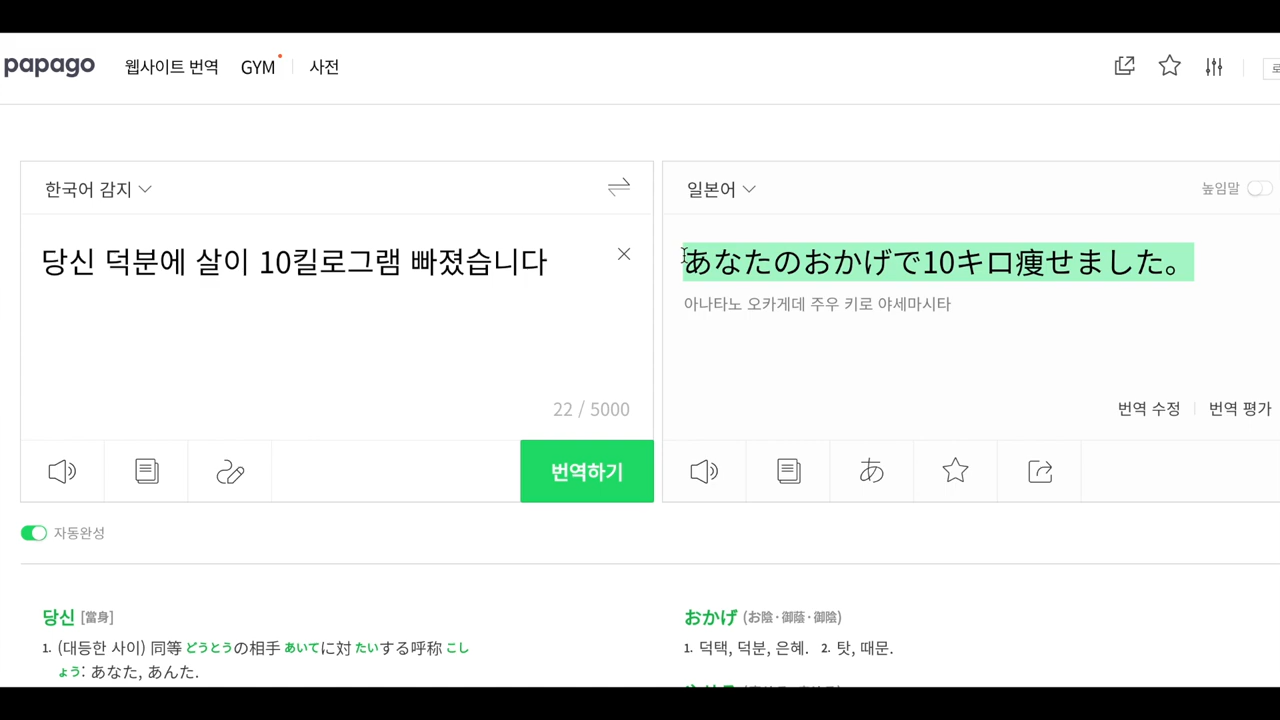 papago 웹사이트 번역 GYM 사전
한국어 감지
일본어 높임말
당신 덕분에 살이 10킬로그램 빠졌습니다
あなたのおかげで10キロ痩せました。
아나타노 오카게데 주우 키로 야세마시타
22 / 5000
번역 수정 번역 평가
번역하기
あ
자동완성
당신 [當身]
1. (대등한 사이) 同等 どうとうの相手 あいてに対 たいする呼称 こし
ょう: あなた, あんた.
おかげ (お陰·御蔭·御陰)
1. 덕택, 덕분, 은혜. 2. 탓, 때문.